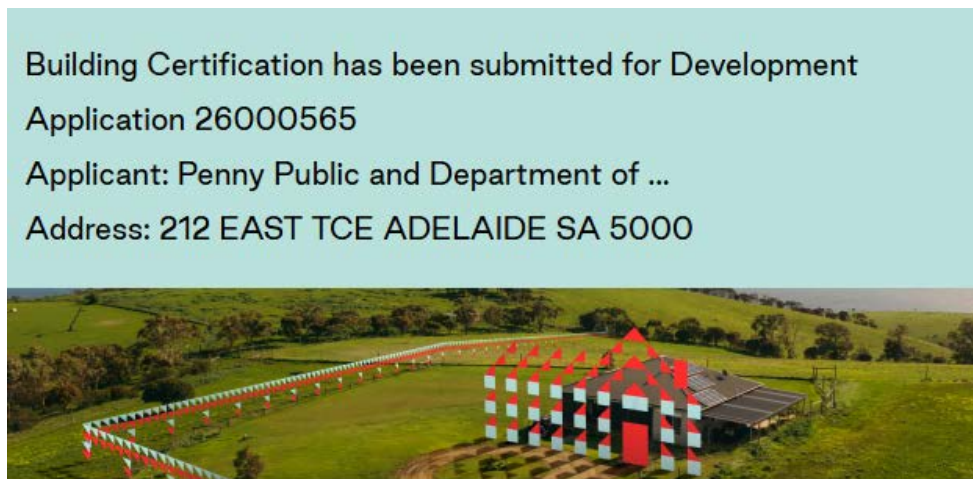 Building Certification has been submitted for Development
Application 26000565
Applicant: Penny Public and Department of ...
Address: 212 EAST TCE ADELAIDE SA 5000